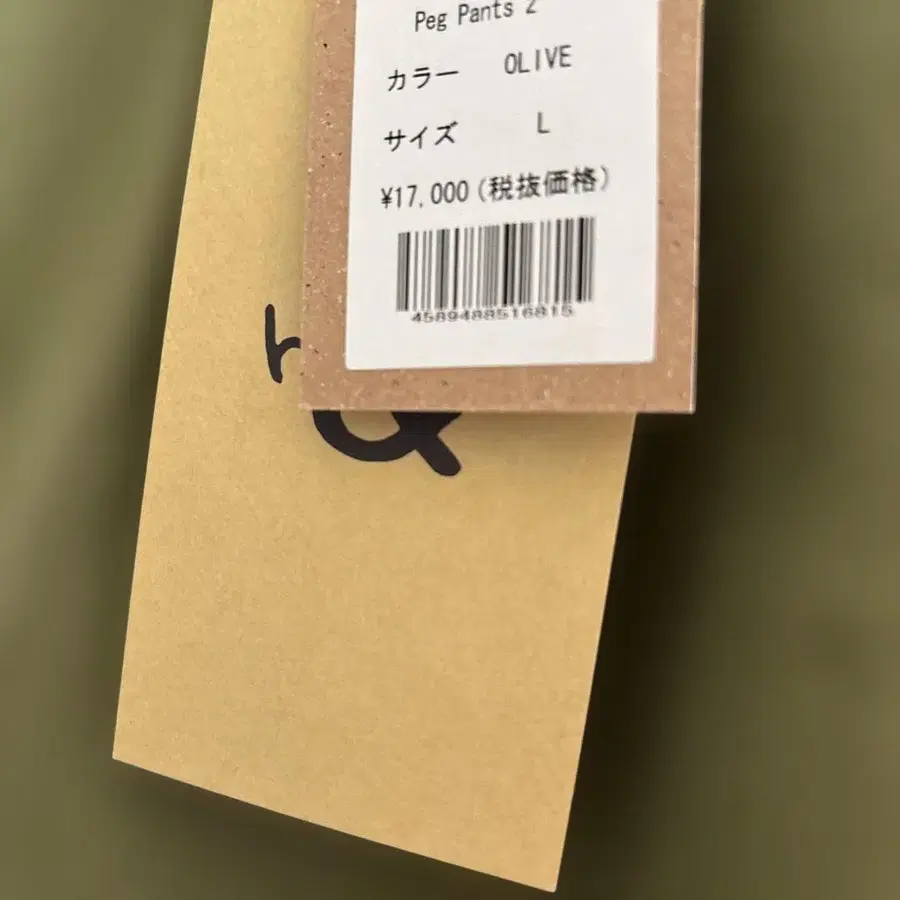 Peg Pants 2
カラー OLIVE
サイズ L
¥17,000(税抜価格)
4589488516815